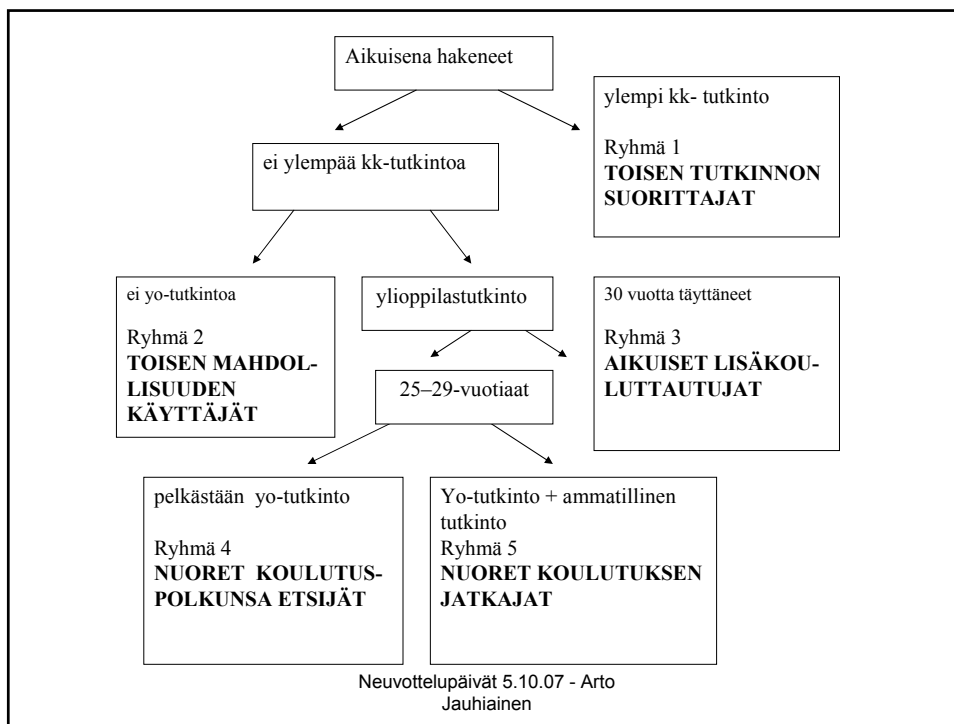 Aikuisena hakeneet
ylempi kk- tutkinto
Ryhmä 1
TOISEN TUTKINNON
SUORITTAJAT
ei ylempää kk-tutkintoa
ei yo-tutkintoa
Ryhmä 2
TOISEN MAHDOL-
LISUUDEN
KÄYTTÄJÄT
ylioppilastutkinto
30 vuotta täyttäneet
Ryhmä 3
AIKUISET LISÄKOU-
LUTTAUTUJAT
25–29-vuotiaat
pelkästään yo-tutkinto
Ryhmä 4
NUORET KOULUTUS-
POLKUNSA ETSIJÄT
Yo-tutkinto + ammatillinen
tutkinto
Ryhmä 5
NUORET KOULUTUKSEN
JATKAJAT
Neuvottelupäivät 5.10.07 - Arto
Jauhiainen